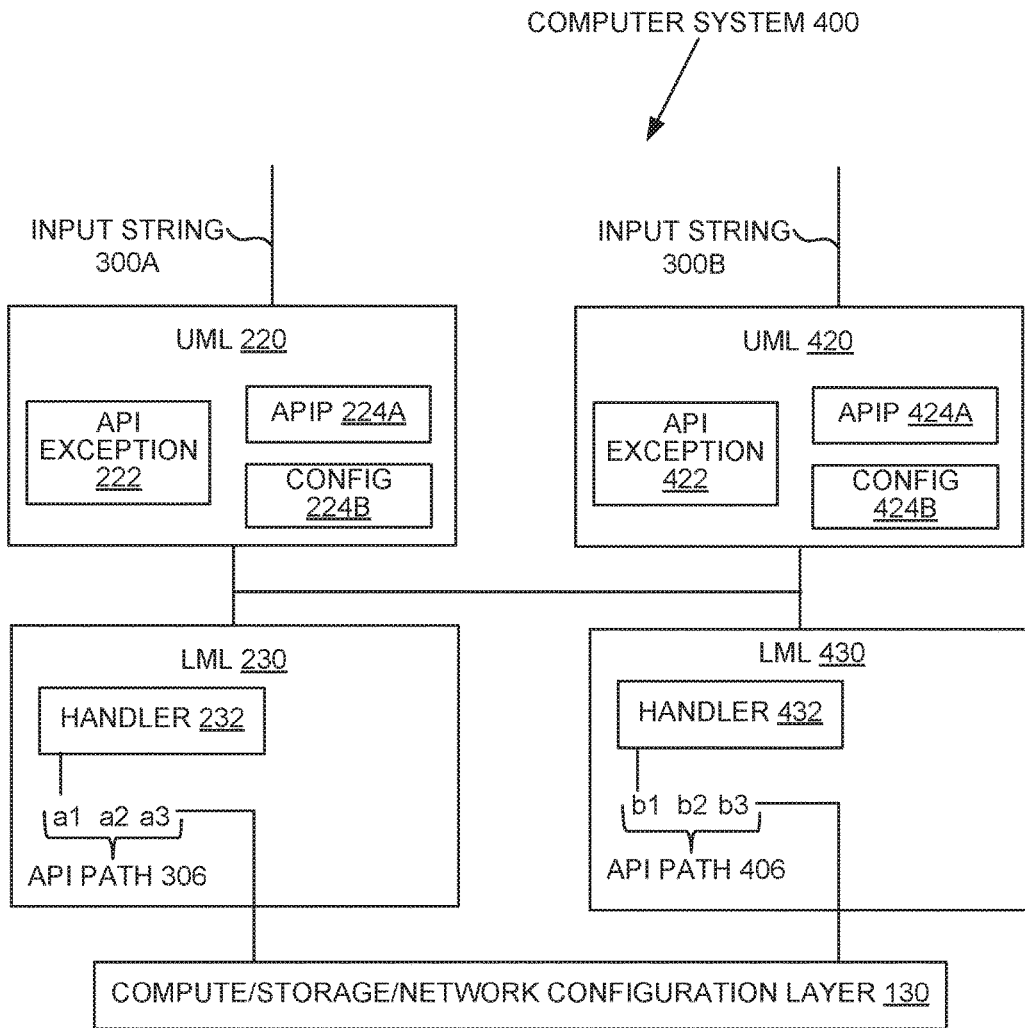 COMPUTER SYSTEM 400
INPUT STRING
300A
INPUT STRING
300B
UML 220
API
EXCEPTION
222
APIP 224A
CONFIG
224B
UML 420
API
EXCEPTION
422
APIP 424A
CONFIG
424B
LML 230
HANDLER 232
a1 a2 a3
API PATH 306
LML 430
HANDLER 432
b1 b2 b3
API PATH 406
COMPUTE/STORAGE/NETWORK CONFIGURATION LAYER 130